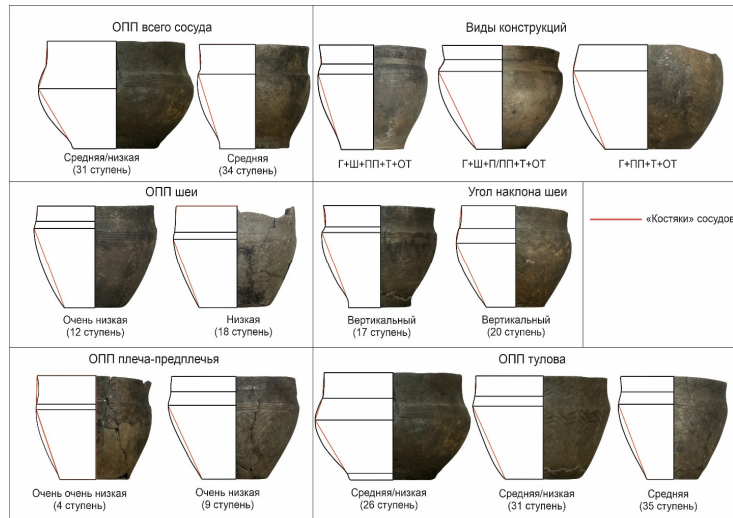 ОПП всего сосуда
Средняя/низкая
(31 ступень)
Средняя
(34 ступень)
Виды конструкций
Г+Ш+ПП+Т+ОТ
Г+Ш+П/ПП+Т+ОТ
Г+ПП+Т+ОТ
ОПП шеи
Очень низкая
(12 ступень)
Низкая
(18 ступень)
Угол наклона шеи
Вертикальный
(17 ступень)
Вертикальный
(20 ступень)
«Костяки» сосудов
ОПП плеча-предплечья
Очень очень низкая
(4 ступень)
Очень низкая
(9 ступень)
ОПП тулова
Средняя/низкая
(26 ступень)
Средняя/низкая
(31 ступень)
Средняя
(35 ступень)